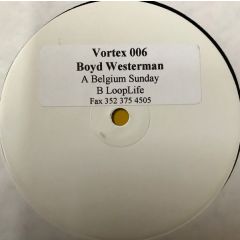 Vortex 006
Boyd Westerman
A Belgium Sunday
B LoopLife
Fax 352 375 4505